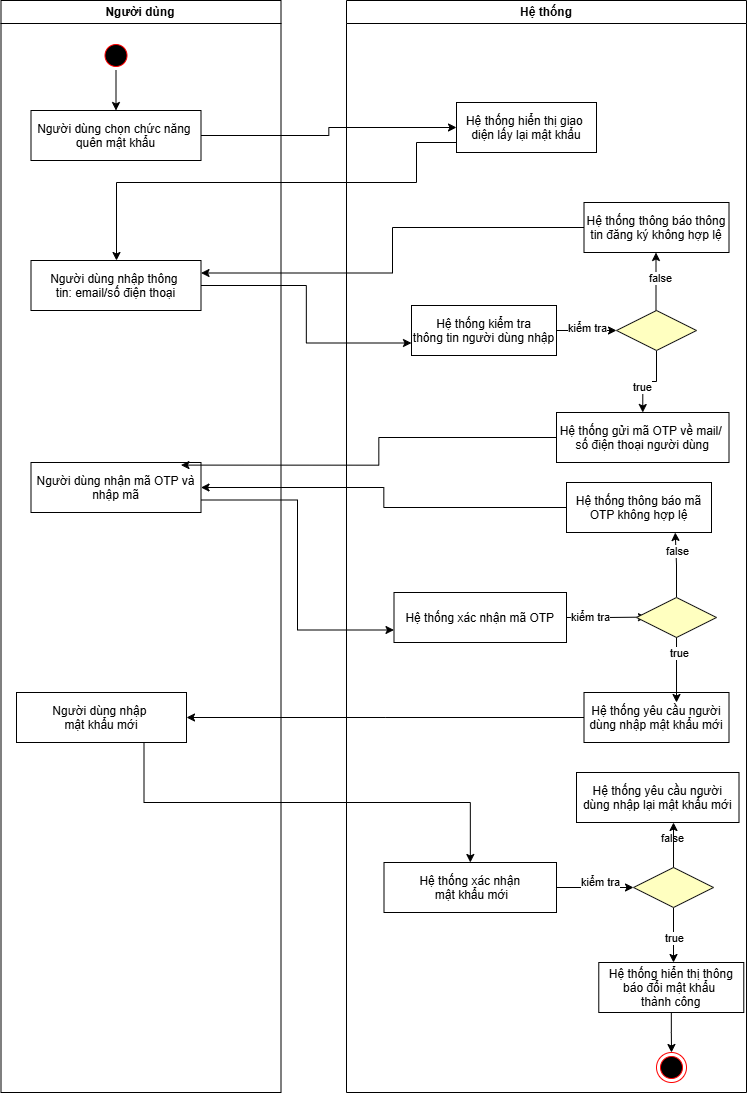 Người dùng
Hệ thống
Người dùng chọn chức năng
quên mật khẩu
Hệ thống hiển thị giao
diện lấy lại mật khẩu
Hệ thống thông báo thông
tin đăng ký không hợp lệ
Người dùng nhập thông
tin: email/số điện thoại
false
Hệ thống kiểm tra
thông tin người dùng nhập
kiểm tra
true
Hệ thống gửi mã OTP về mail/
số điện thoại người dùng
Người dùng nhận mã OTP và
nhập mã
Hệ thống thông báo mã
OTP không hợp lệ
false
Hệ thống xác nhận mã OTP
kiểm tra
true
Người dùng nhập
mật khẩu mới
Hệ thống yêu cầu người
dùng nhập mật khẩu mới
Hệ thống yêu cầu người
dùng nhập lại mật khẩu mới
false
Hệ thống xác nhận
mật khẩu mới
kiểm tra
true
Hệ thống hiển thị thông
báo đổi mật khẩu
thành công